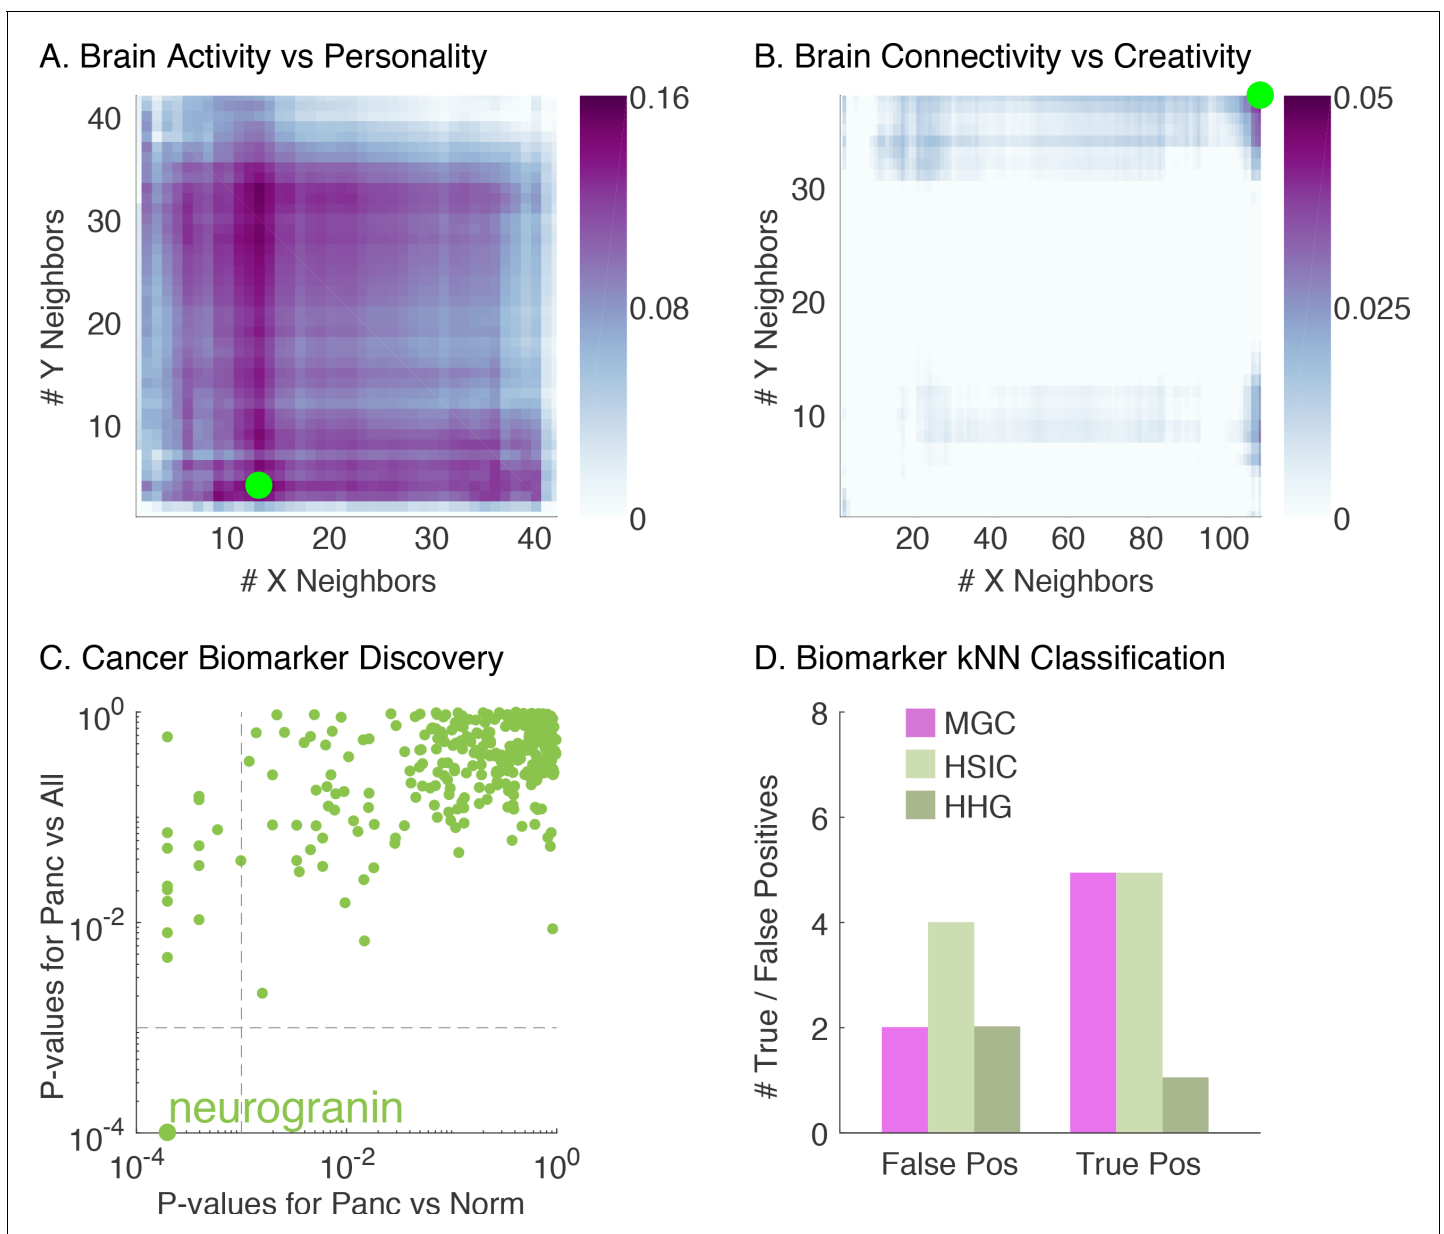 A. Brain Activity vs Personality
0.16
0.08
0
40
30
20
10
# Y Neighbors
10 20 30 40
# X Neighbors
B. Brain Connectivity vs Creativity
0.05
0.025
0
30
20
10
# Y Neighbors
20 40 60 80 100
# X Neighbors
C. Cancer Biomarker Discovery
10^0
10^-2
10^-4
P-values for Panc vs All
neurogranin
10^-4 10^-2 10^0
P-values for Panc vs Norm
D. Biomarker kNN Classification
MGC
HSIC
HHG
8
6
4
2
0
# True / False Positives
False Pos True Pos